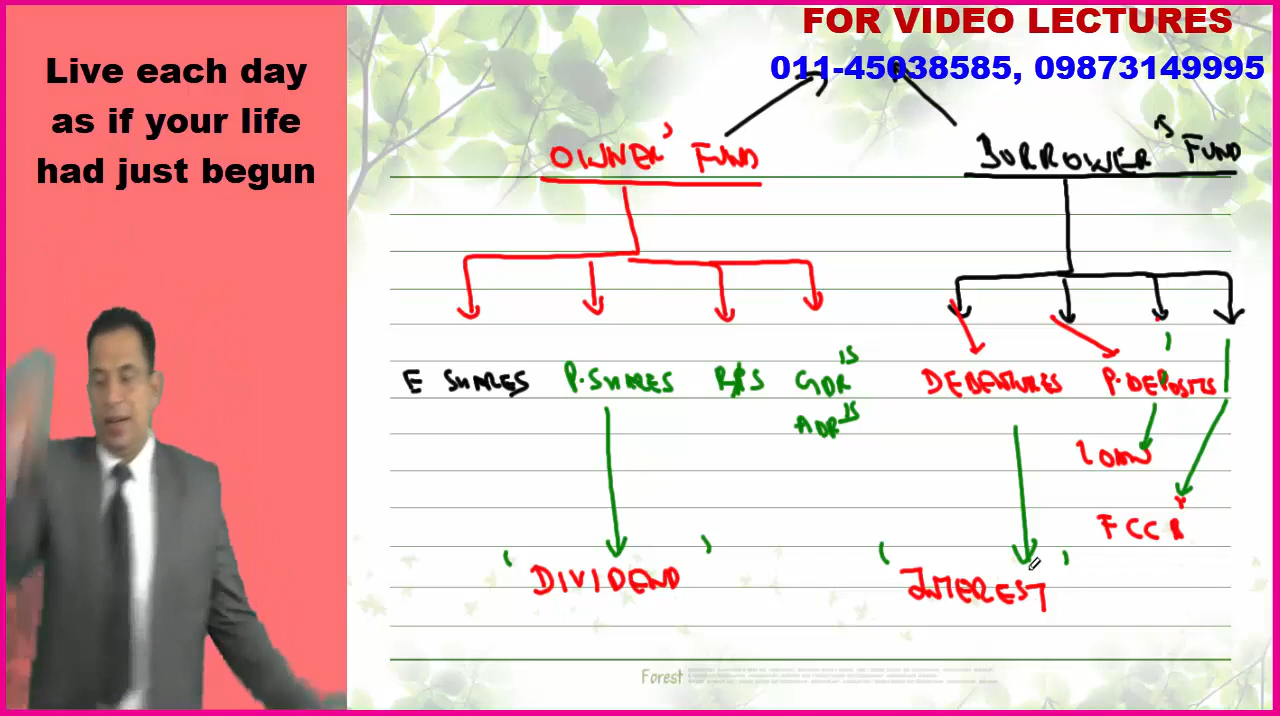 Live each day
as if your life
had just begun
FOR VIDEO LECTURES
011-45038585, 09873149995
OWNER'S FUND
BORROWER'S FUND
E SHARES P.SHARES R&S GDR'S
ADR'S
DEBENTURES P.DEPOSITS
LOAN
FCCB
'DIVIDEND'
'INTEREST'
Forest